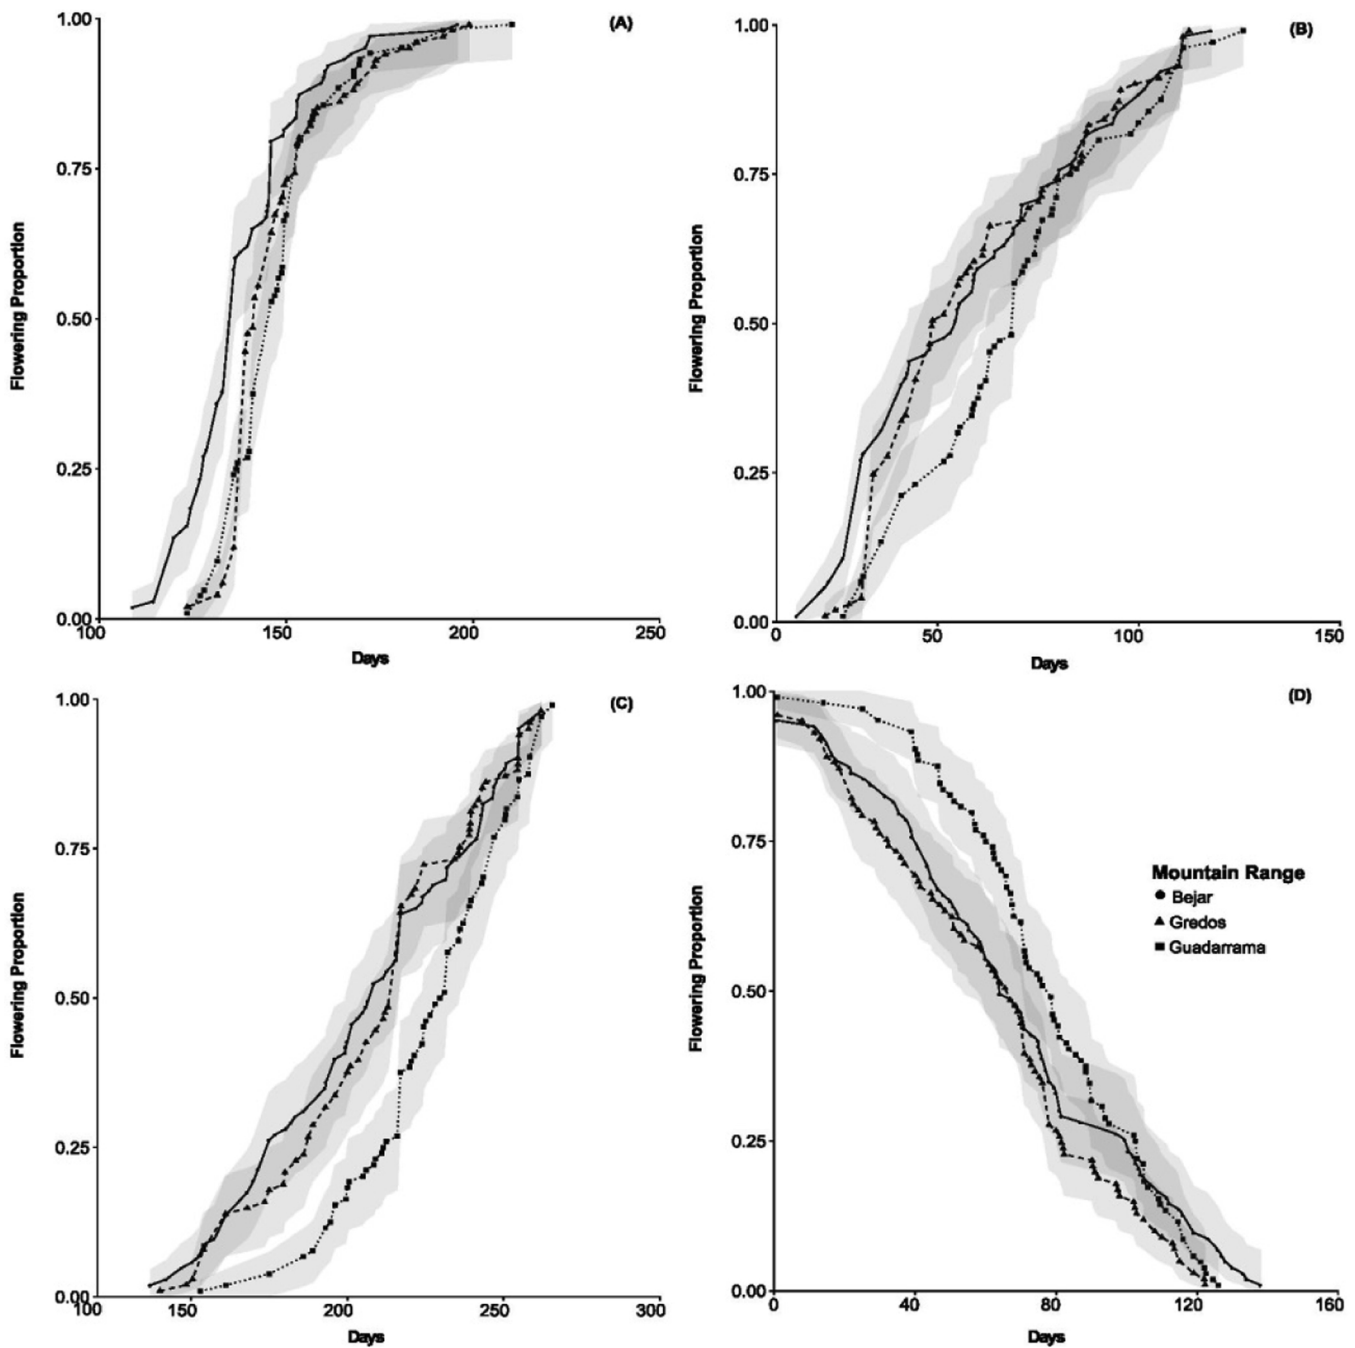 (A)
1.00
0.75
0.50
0.25
0.00
Flowering Proportion
100 150 200 250
Days
(B)
1.00
0.75
0.50
0.25
0.00
Flowering Proportion
0 50 100 150
Days
(C)
1.00
0.75
0.50
0.25
0.00
Flowering Proportion
100 150 200 250 300
Days
(D)
1.00
0.75
0.50
0.25
0.00
Flowering Proportion
0 40 80 120 160
Days
Mountain Range
Bejar
Gredos
Guadarrama